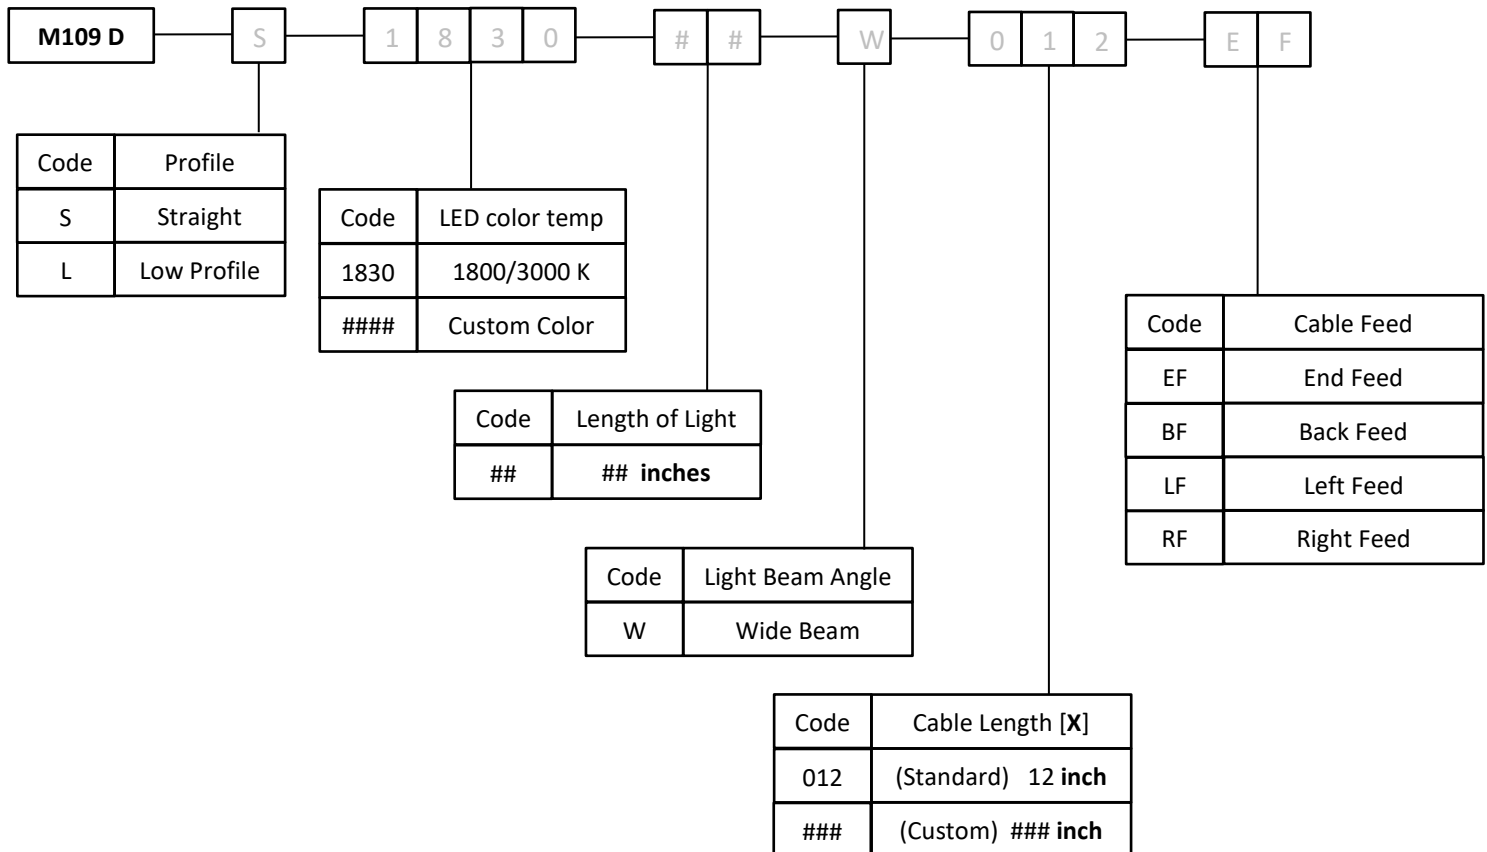 M109 D S 1 8 3 0 # # W 0 1 2 E F
Code Profile
S Straight
L Low Profile
Code LED color temp
1830 1800/3000 K
#### Custom Color
Code Length of Light
## ## inches
Code Light Beam Angle
W Wide Beam
Code Cable Length [X]
012 (Standard) 12 inch
### (Custom) ### inch
Code Cable Feed
EF End Feed
BF Back Feed
LF Left Feed
RF Right Feed